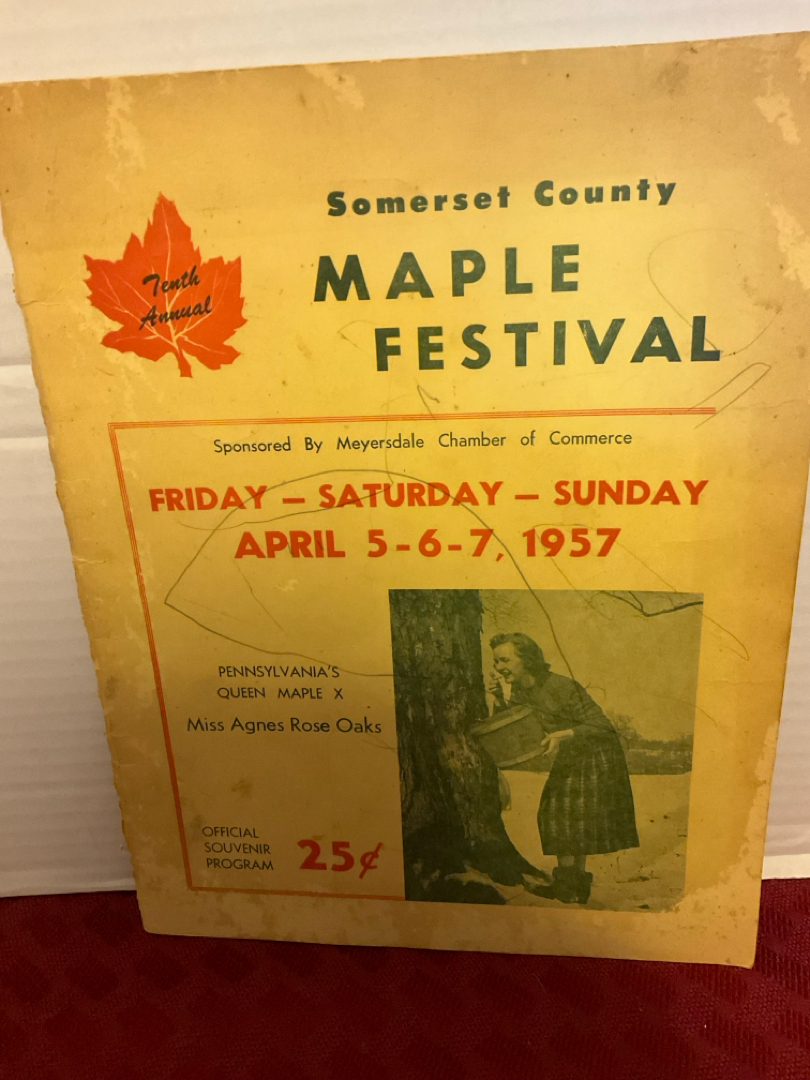 Somerset County
MAPLE
FESTIVAL
Tenth
Annual
Sponsored By Meyersdale Chamber of Commerce
FRIDAY — SATURDAY — SUNDAY
APRIL 5-6-7, 1957
PENNSYLVANIA'S
QUEEN MAPLE X
Miss Agnes Rose Oaks
OFFICIAL
SOUVENIR
PROGRAM
25¢